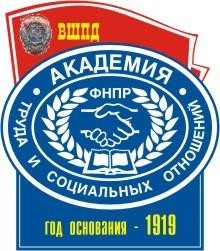 ВШПД
АКАДЕМИЯ
ТРУДА И СОЦИАЛЬНЫХ ОТНОШЕНИЙ
ФНПР
год основания - 1919